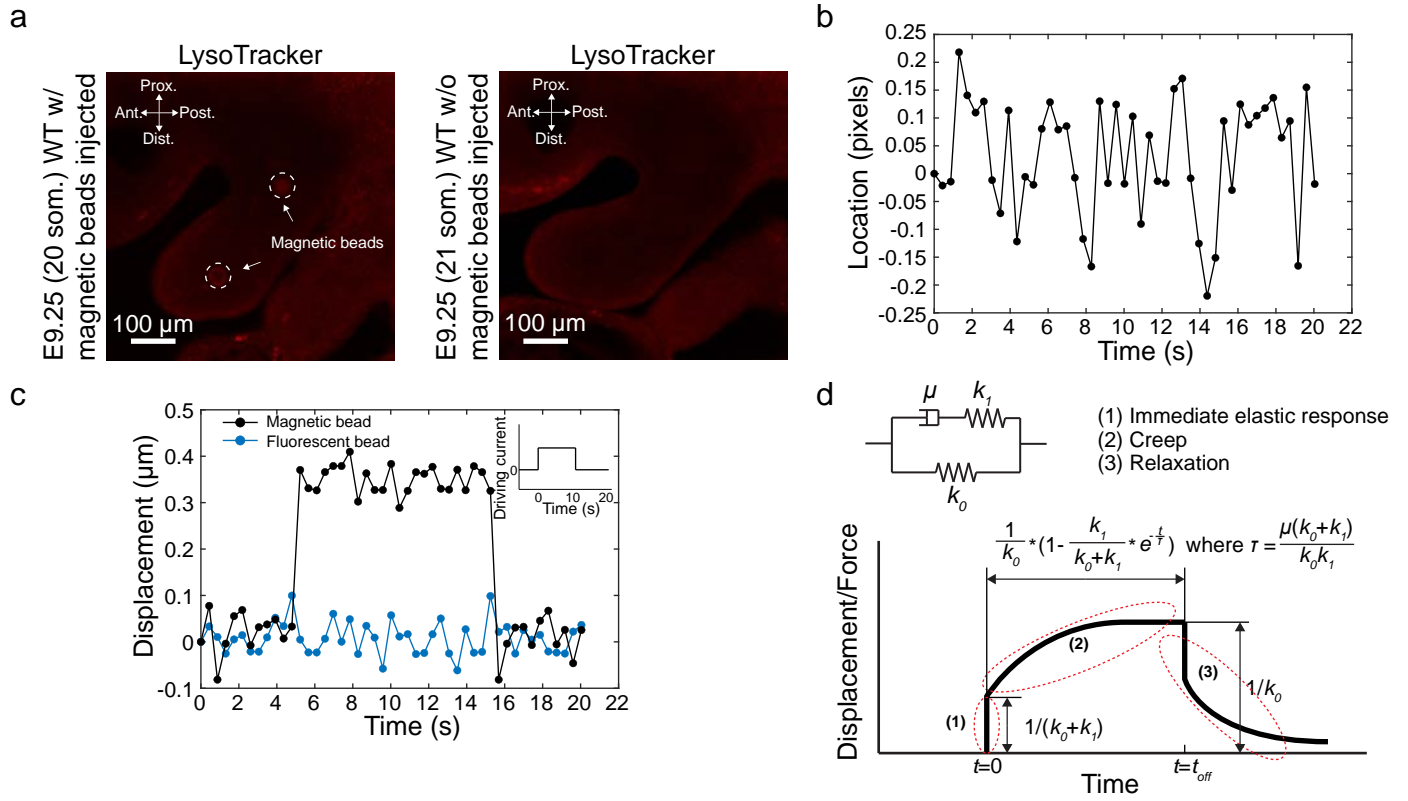 a
LysoTracker
E9.25 (20 som.) WT w/
magnetic beads injected
Prox.
Ant.
Post.
Dist.
Magnetic beads
100 µm
LysoTracker
E9.25 (21 som.) WT w/o
magnetic beads injected
Prox.
Ant.
Post.
Dist.
100 µm
b
Location (pixels)
0.25
0.2
0.15
0.1
0.05
0
-0.05
-0.1
-0.15
-0.2
-0.25
0 2 4 6 8 10 12 14 16 18 20 22
Time (s)
c
Displacement (µm)
0.5
0.4
0.3
0.2
0.1
0
-0.1
0 2 4 6 8 10 12 14 16 18 20 22
Time (s)
Magnetic bead
Fluorescent bead
Driving current
0
0 10 20
Time (s)
d
μ
k₁
k₀
(1) Immediate elastic response
(2) Creep
(3) Relaxation
1/k₀ *(1- k₁/(k₀+k₁) * e^(-t/τ)) where τ = μ(k₀+k₁)/k₀k₁
Displacement/Force
(1)
(2)
(3)
1/(k₀+k₁)
1/k₀
t=0
t=t_off
Time